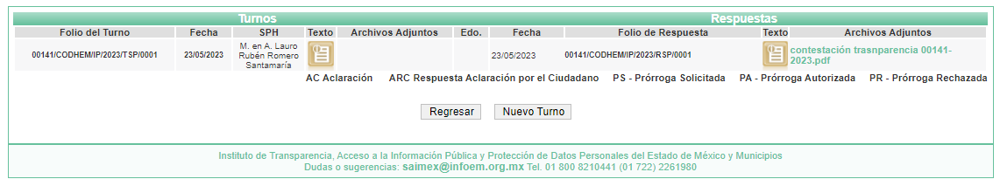 Turnos Respuestas
Folio del Turno Fecha SPH Texto Archivos Adjuntos Edo. Fecha Folio de Respuesta Texto Archivos Adjuntos
00141/CODHEM/IP/2023/TSP/0001 23/05/2023 M. en A. Lauro
Rubén Romero
Santamaría
23/05/2023 00141/CODHEM/IP/2023/RSP/0001 contestación trasnparencia 00141-
2023.pdf
AC Aclaración ARC Respuesta Aclaración por el Ciudadano PS - Prórroga Solicitada PA - Prórroga Autorizada PR - Prórroga Rechazada
Regresar Nuevo Turno
Instituto de Transparencia, Acceso a la Información Pública y Protección de Datos Personales del Estado de México y Municipios
Dudas o sugerencias: saimex@infoem.org.mx Tel. 01 800 8210441 (01 722) 2261980